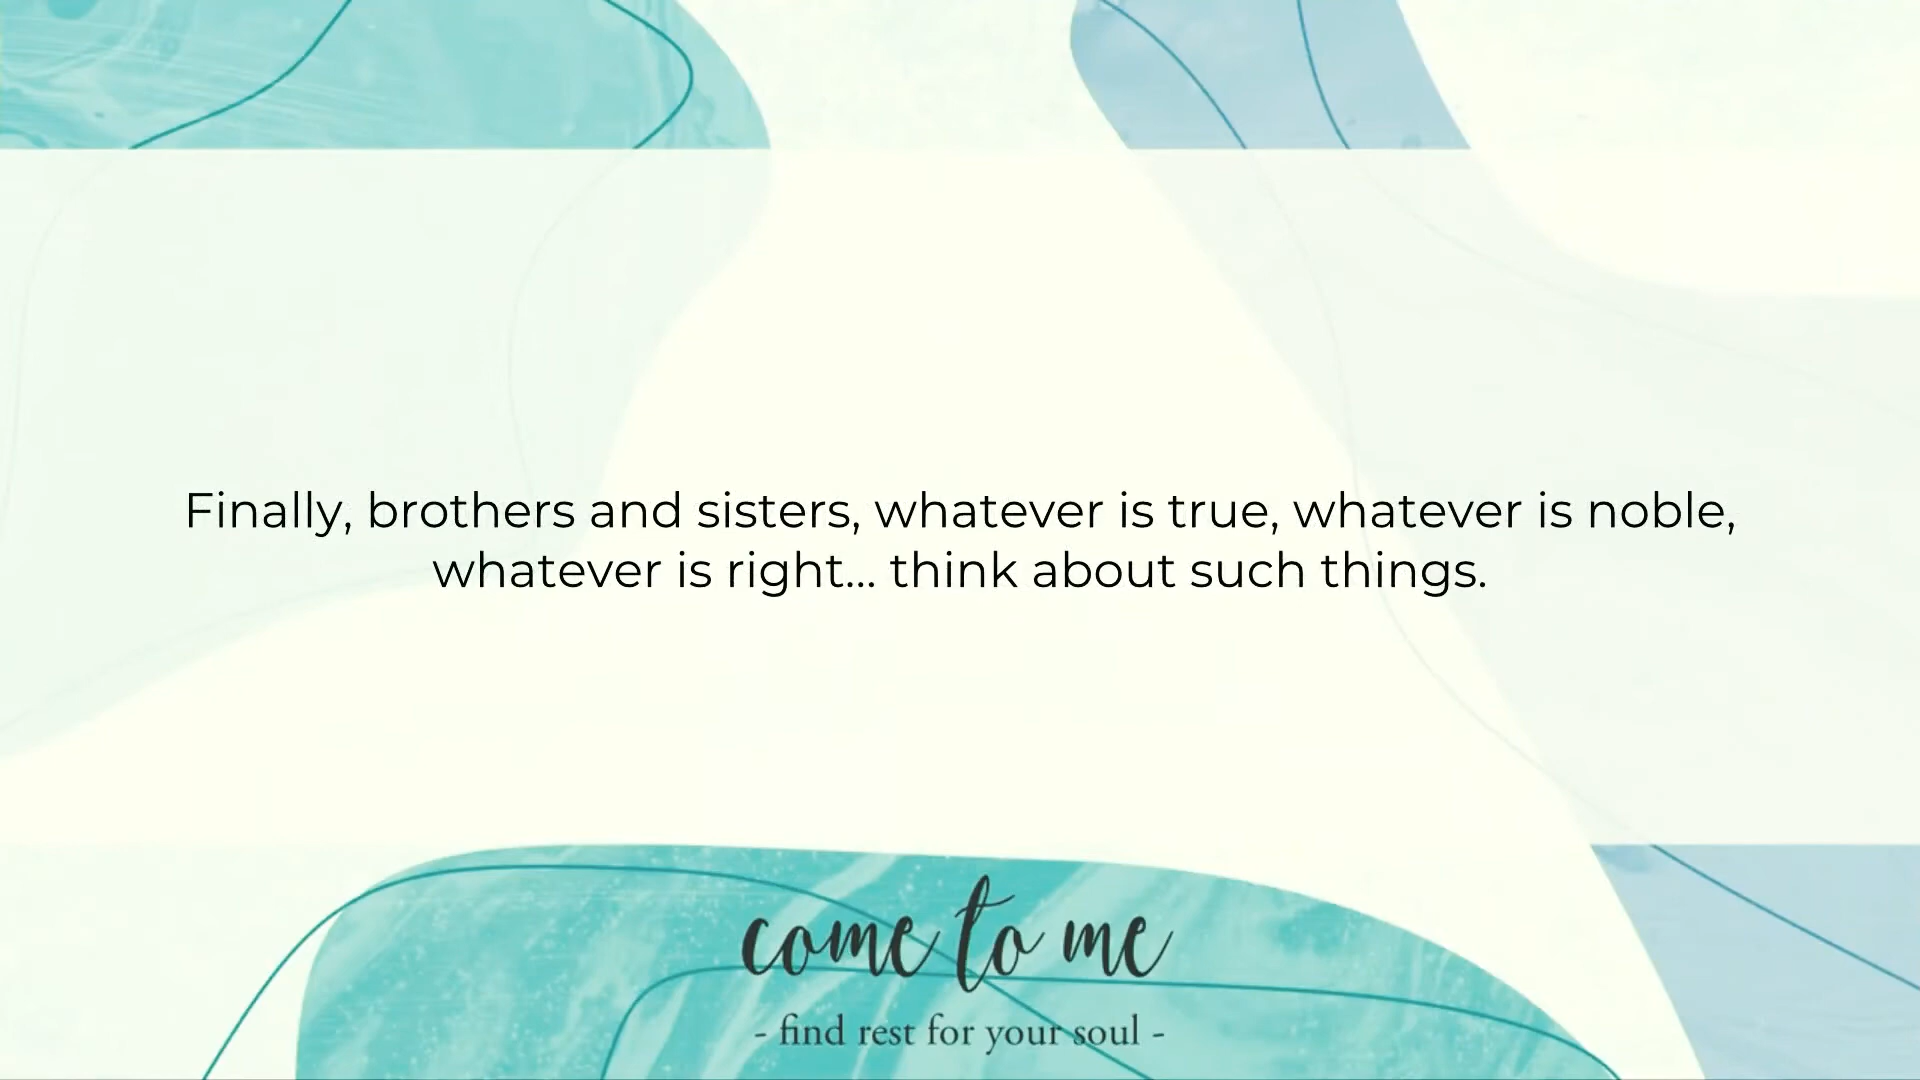 Finally, brothers and sisters, whatever is true, whatever is noble,
whatever is right... think about such things.
come to me
- find rest for your soul -